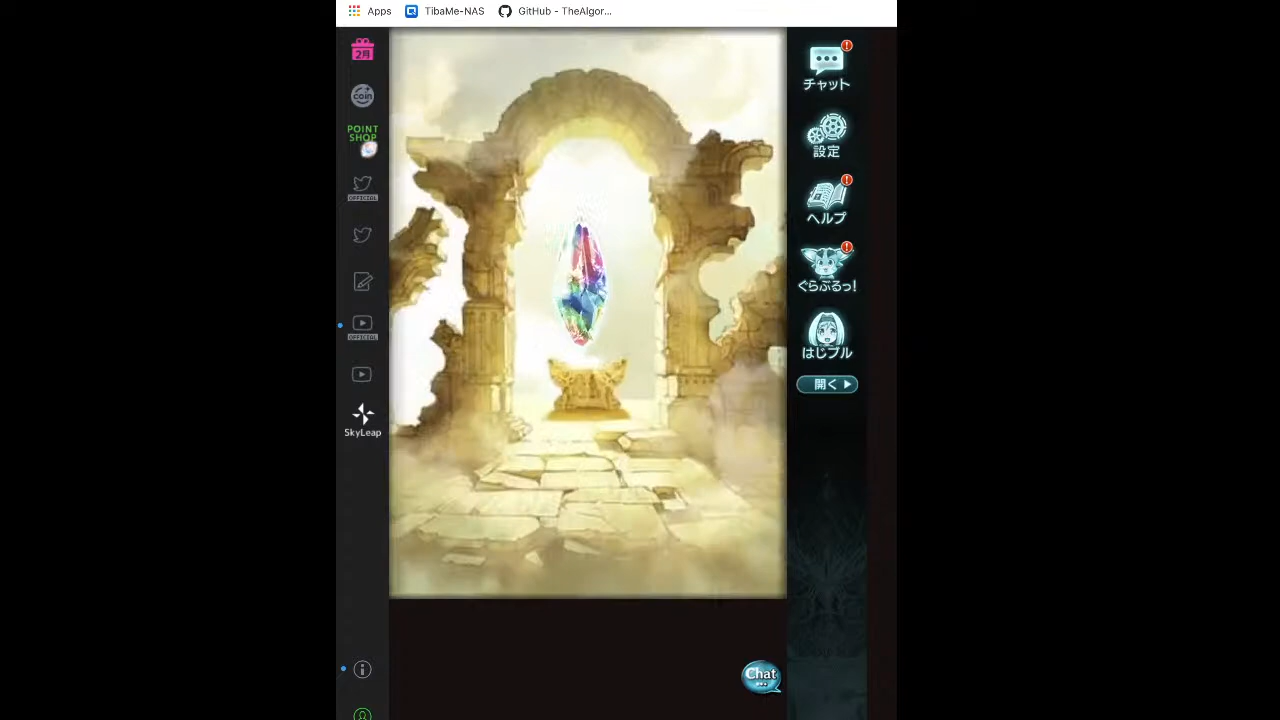 Apps
TibaMe-NAS
GitHub - TheAlgor...
2月
coin
POINT
SHOP
OFFICIAL
OFFICIAL
SkyLeap
チャット
設定
ヘルプ
ぐらぶるっ!
はじブル
開く
Chat